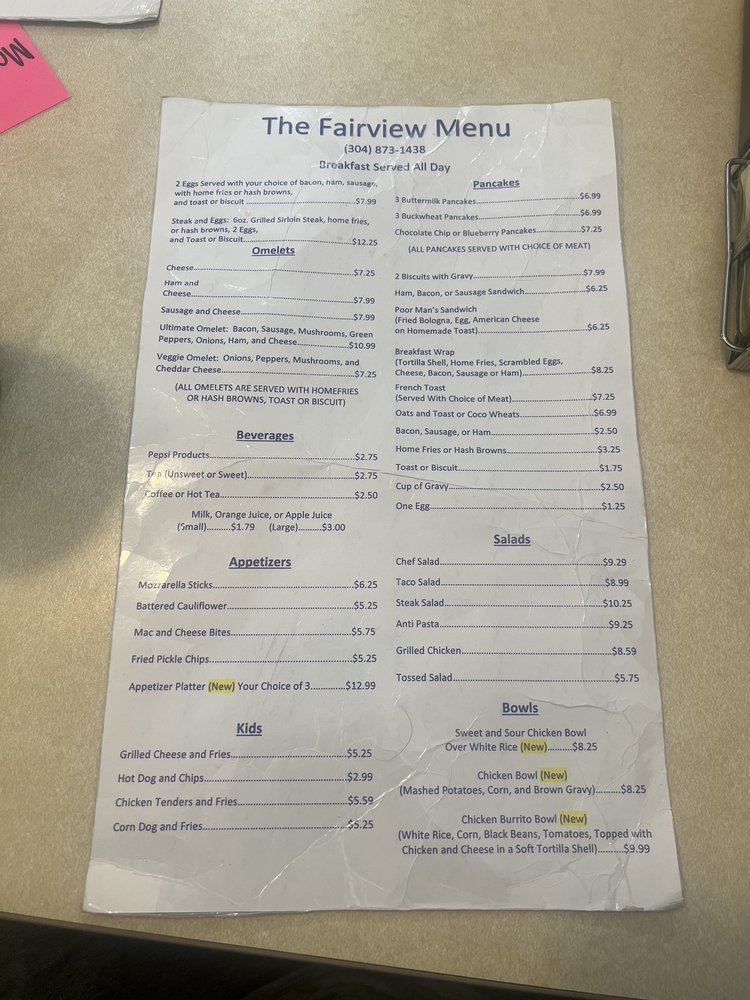 The Fairview Menu
(304) 873-1438
Breakfast Served All Day
2 Eggs Served with your choice of bacon, ham, sausage,
with home fries or hash browns,
and toast or biscuit ........$7.99
Steak and Eggs: 6oz. Grilled Sirloin Steak, home fries,
or hash browns, 2 Eggs,
and Toast or Biscuit........$12.25
Omelets
Cheese........$7.25
Ham and
Cheese........$7.99
Sausage and Cheese........$7.99
Ultimate Omelet: Bacon, Sausage, Mushrooms, Green
Peppers, Onions, Ham, and Cheese........$10.99
Veggie Omelet: Onions, Peppers, Mushrooms, and
Cheddar Cheese........$7.25
(ALL OMELETS ARE SERVED WITH HOMEFRIES
OR HASH BROWNS, TOAST OR BISCUIT)
Beverages
Pepsi Products........$2.75
Tea (Unsweet or Sweet)........$2.75
Coffee or Hot Tea........$2.50
Milk, Orange Juice, or Apple Juice
(Small)..........$1.79 (Large)..........$3.00
Appetizers
Mozzarella Sticks........$6.25
Battered Cauliflower........$5.25
Mac and Cheese Bites........$5.75
Fried Pickle Chips........$5.25
Appetizer Platter (New) Your Choice of 3.............$12.99
Kids
Grilled Cheese and Fries........$5.25
Hot Dog and Chips........$2.99
Chicken Tenders and Fries........$5.59
Corn Dog and Fries........$5.25
Pancakes
3 Buttermilk Pancakes........$6.99
3 Buckwheat Pancakes........$6.99
Chocolate Chip or Blueberry Pancakes........$7.25
(ALL PANCAKES SERVED WITH CHOICE OF MEAT)
2 Biscuits with Gravy........$7.99
Ham, Bacon, or Sausage Sandwich........$6.25
Poor Man's Sandwich
(Fried Bologna, Egg, American Cheese
on Homemade Toast)........$6.25
Breakfast Wrap
(Tortilla Shell, Home Fries, Scrambled Eggs,
Cheese, Bacon, Sausage or Ham)........$8.25
French Toast
(Served With Choice of Meat)........$7.25
Oats and Toast or Coco Wheats........$6.99
Bacon, Sausage, or Ham........$2.50
Home Fries or Hash Browns........$3.25
Toast or Biscuit........$1.75
Cup of Gravy........$2.50
One Egg........$1.25
Salads
Chef Salad........$9.29
Taco Salad........$8.99
Steak Salad........$10.25
Anti Pasta........$9.25
Grilled Chicken........$8.59
Tossed Salad........$5.75
Bowls
Sweet and Sour Chicken Bowl
Over White Rice (New)..........$8.25
Chicken Bowl (New)
(Mashed Potatoes, Corn, and Brown Gravy)..........$8.25
Chicken Burrito Bowl (New)
(White Rice, Corn, Black Beans, Tomatoes, Topped with
Chicken and Cheese in a Soft Tortilla Shell)..........$9.99